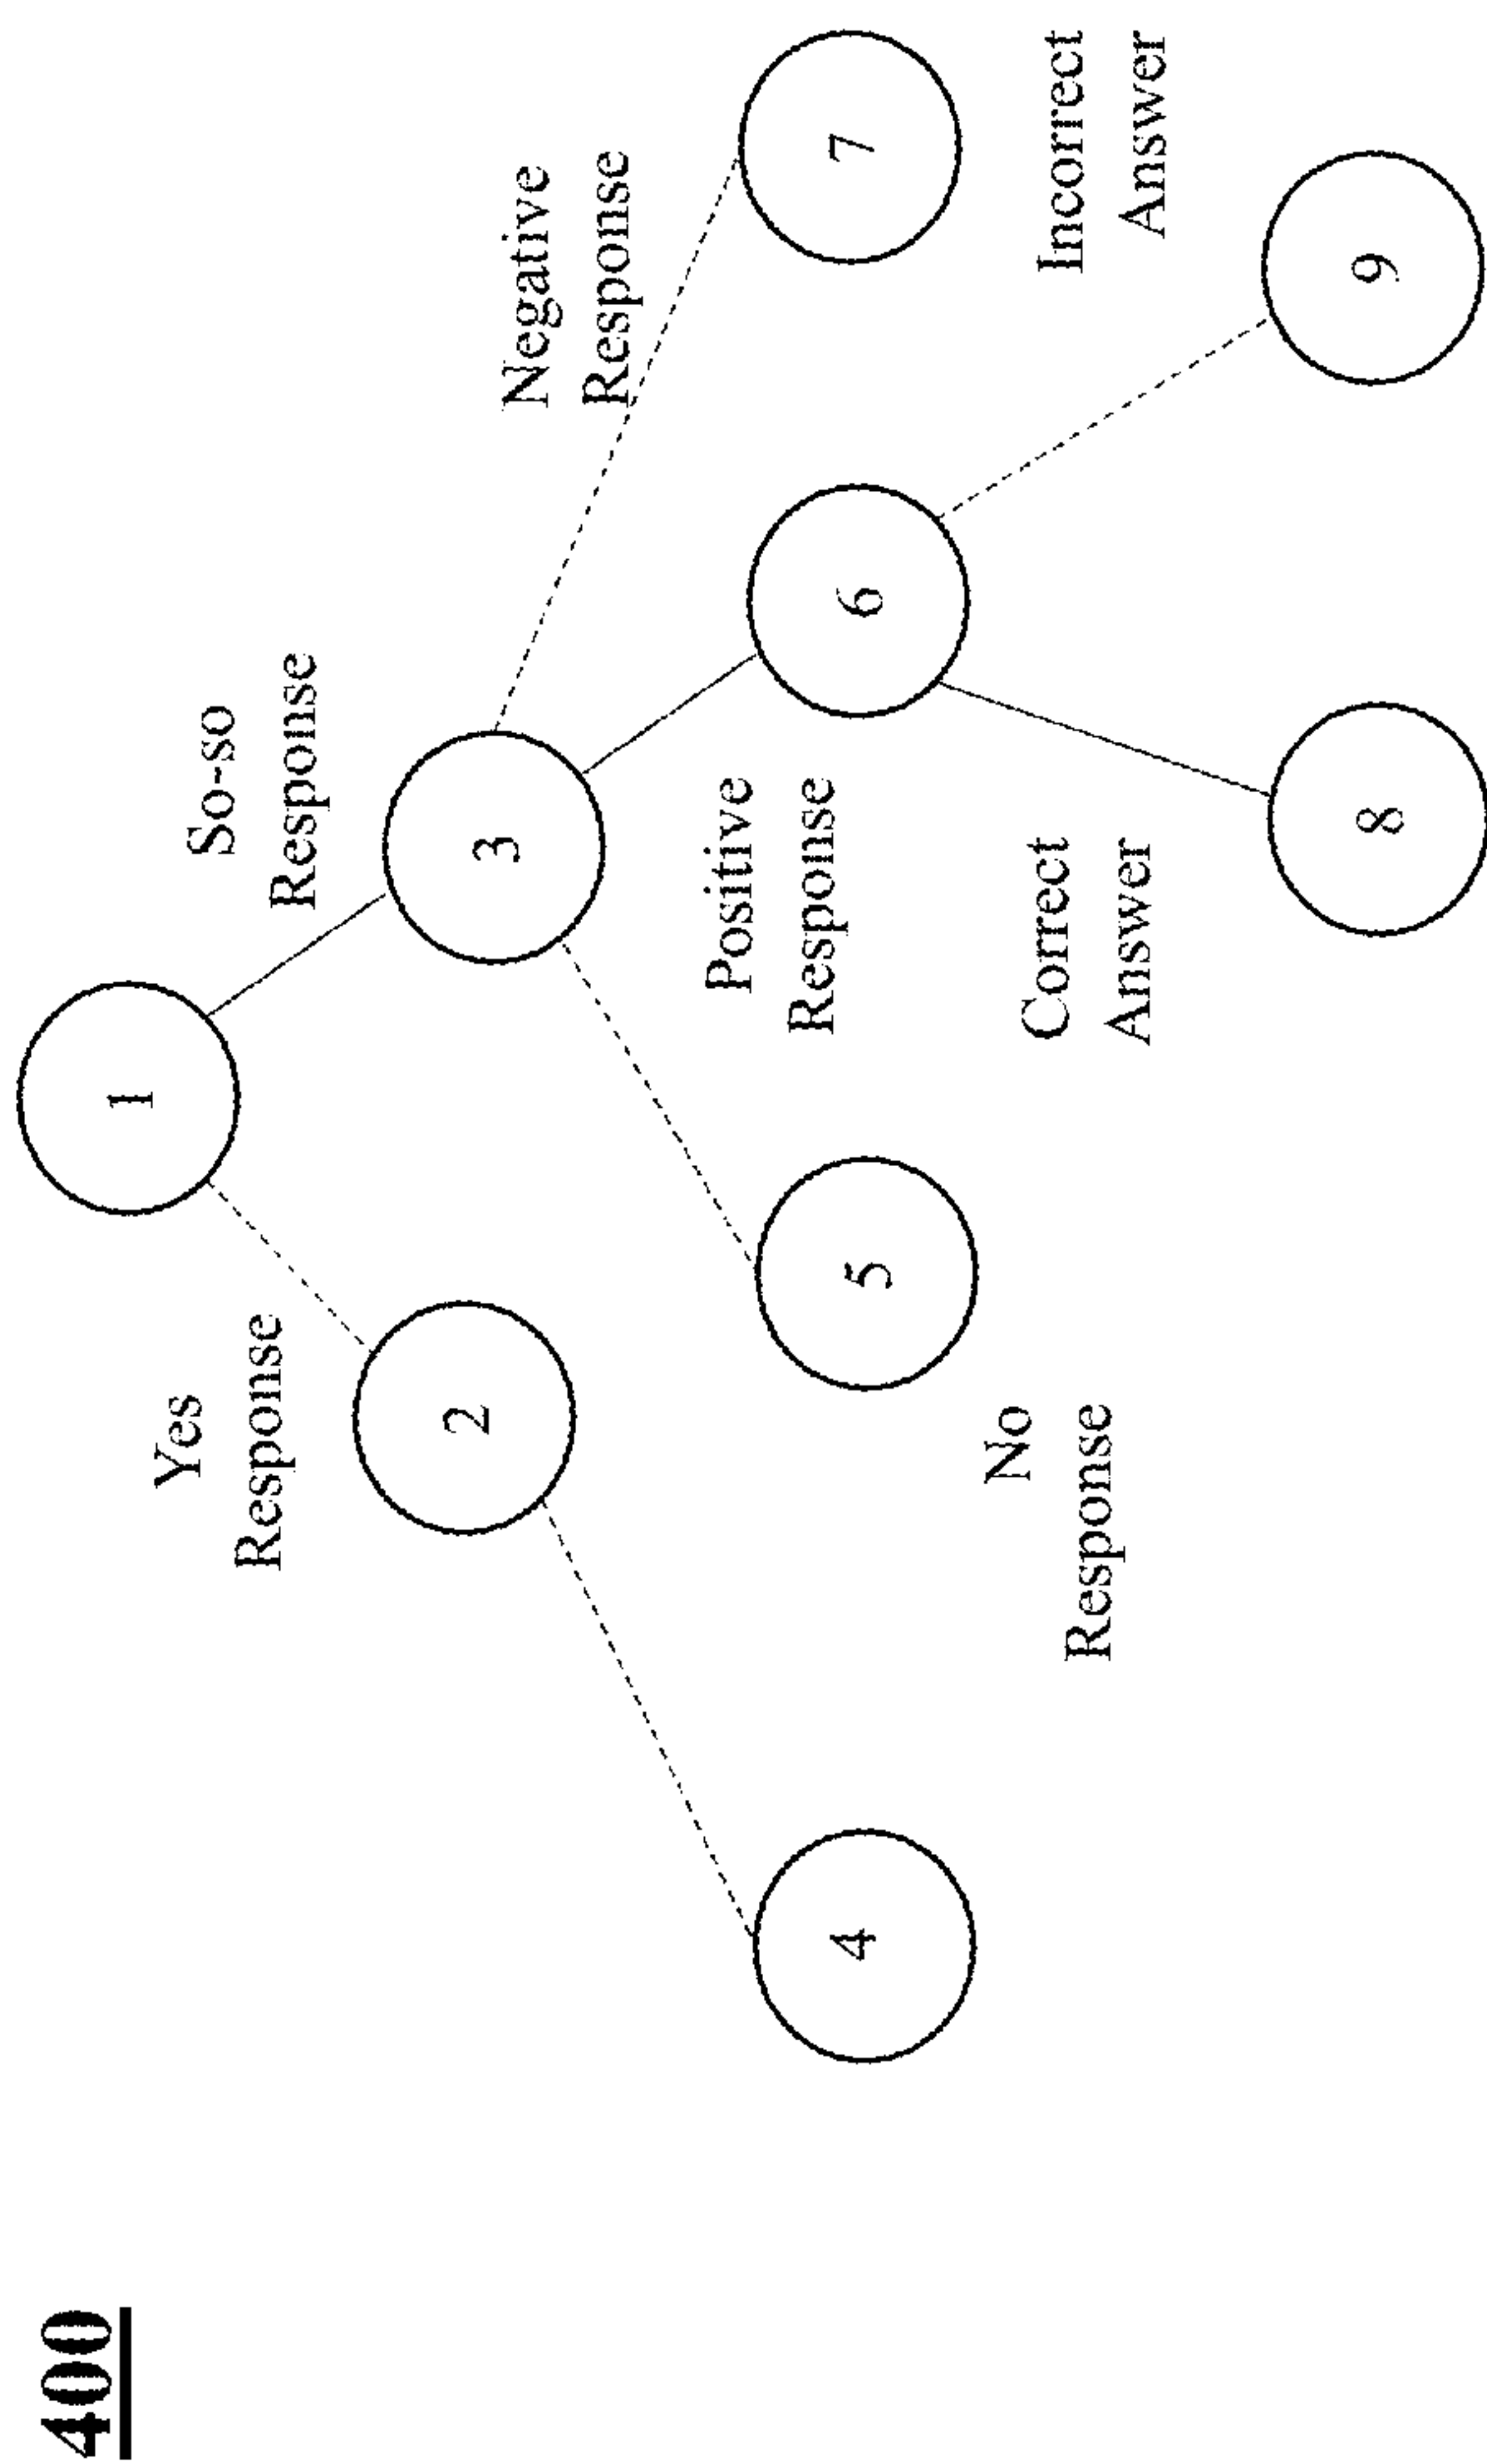 400
1
So-so
Response
Yes
Response
2
3
Negative
Response
4
5
No
Response
Positive
Response
6
7
Correct
Answer
Incorrect
Answer
8
9